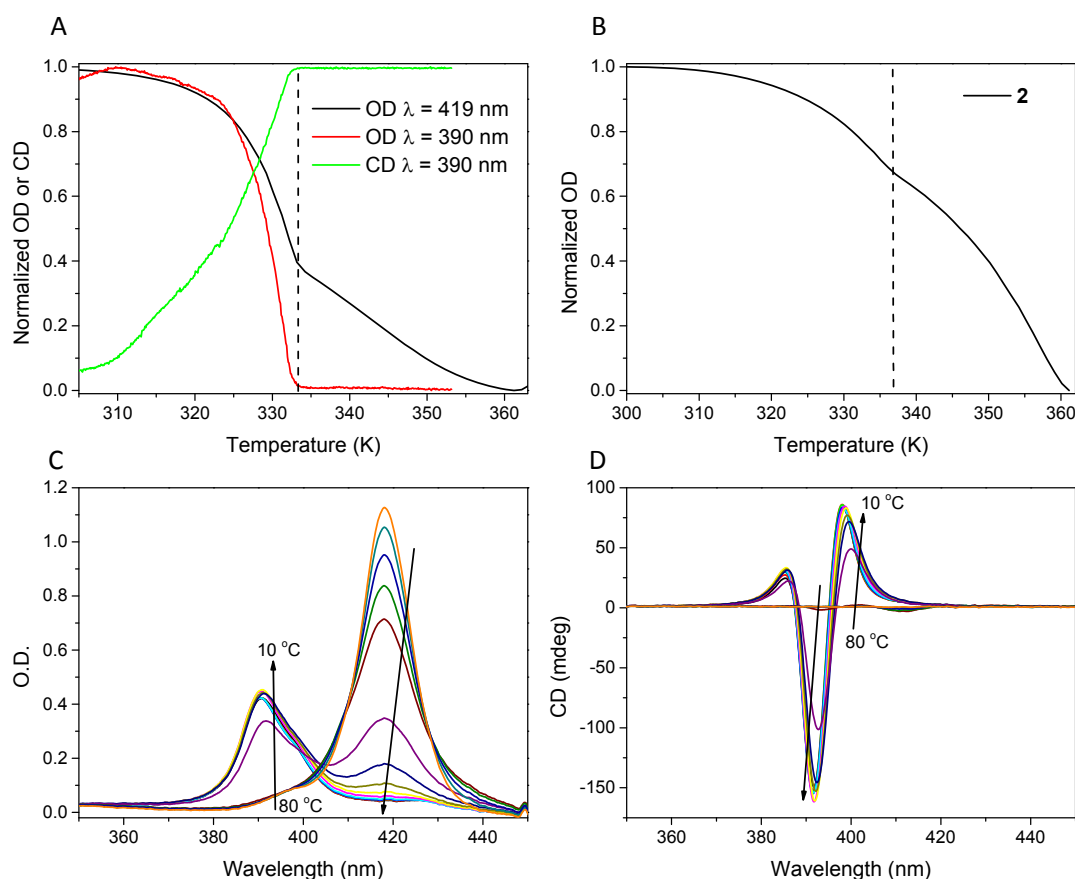 A
B
Normalized OD or CD
1.0
0.8
0.6
0.4
0.2
0.0
OD λ = 419 nm
OD λ = 390 nm
CD λ = 390 nm
310 320 330 340 350 360
Temperature (K)
Normalized OD
1.0
0.8
0.6
0.4
0.2
0.0
2
300 310 320 330 340 350 360
Temperature (K)
C
D
O.D.
1.2
1.0
0.8
0.6
0.4
0.2
0.0
10 °C
80 °C
360 380 400 420 440
Wavelength (nm)
CD (mdeg)
100
50
0
-50
-100
-150
10 °C
80 °C
360 380 400 420 440
Wavelength (nm)